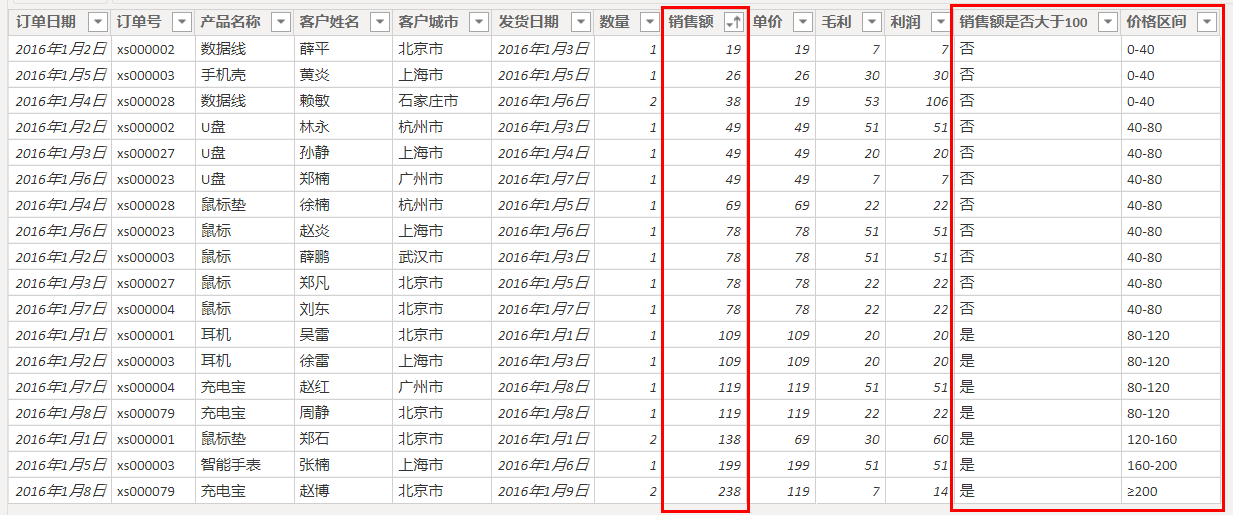 订单日期 订单号 产品名称 客户姓名 客户城市 发货日期 数量 销售额 单价 毛利 利润 销售额是否大于100 价格区间
2016年1月2日 xs000002 数据线 薛平 北京市 2016年1月3日 1 19 19 7 7 否 0-40
2016年1月5日 xs000003 手机壳 黄炎 上海市 2016年1月5日 1 26 26 30 30 否 0-40
2016年1月4日 xs000028 数据线 赖敏 石家庄市 2016年1月6日 2 38 19 53 106 否 0-40
2016年1月2日 xs000002 U盘 林永 杭州市 2016年1月3日 1 49 49 51 51 否 40-80
2016年1月3日 xs000027 U盘 孙静 上海市 2016年1月4日 1 49 49 20 20 否 40-80
2016年1月6日 xs000023 U盘 郑楠 广州市 2016年1月7日 1 49 49 7 7 否 40-80
2016年1月4日 xs000028 鼠标垫 徐楠 杭州市 2016年1月5日 1 69 69 22 22 否 40-80
2016年1月6日 xs000023 鼠标 赵炎 上海市 2016年1月6日 1 78 78 51 51 否 40-80
2016年1月2日 xs000003 鼠标 薛鹏 武汉市 2016年1月3日 1 78 78 51 51 否 40-80
2016年1月3日 xs000027 鼠标 郑凡 北京市 2016年1月5日 1 78 78 22 22 否 40-80
2016年1月7日 xs000004 鼠标 刘东 北京市 2016年1月7日 1 78 78 22 22 否 40-80
2016年1月1日 xs000001 耳机 吴雷 北京市 2016年1月1日 1 109 109 20 20 是 80-120
2016年1月2日 xs000003 耳机 徐雷 上海市 2016年1月3日 1 109 109 20 20 是 80-120
2016年1月7日 xs000004 充电宝 赵红 广州市 2016年1月8日 1 119 119 51 51 是 80-120
2016年1月8日 xs000079 充电宝 周静 北京市 2016年1月8日 1 119 119 22 22 是 80-120
2016年1月1日 xs000001 鼠标垫 郑石 北京市 2016年1月1日 2 138 69 30 60 是 120-160
2016年1月5日 xs000003 智能手表 张楠 上海市 2016年1月6日 1 199 199 51 51 是 160-200
2016年1月8日 xs000079 充电宝 赵博 北京市 2016年1月9日 2 238 119 7 14 是 ≥200